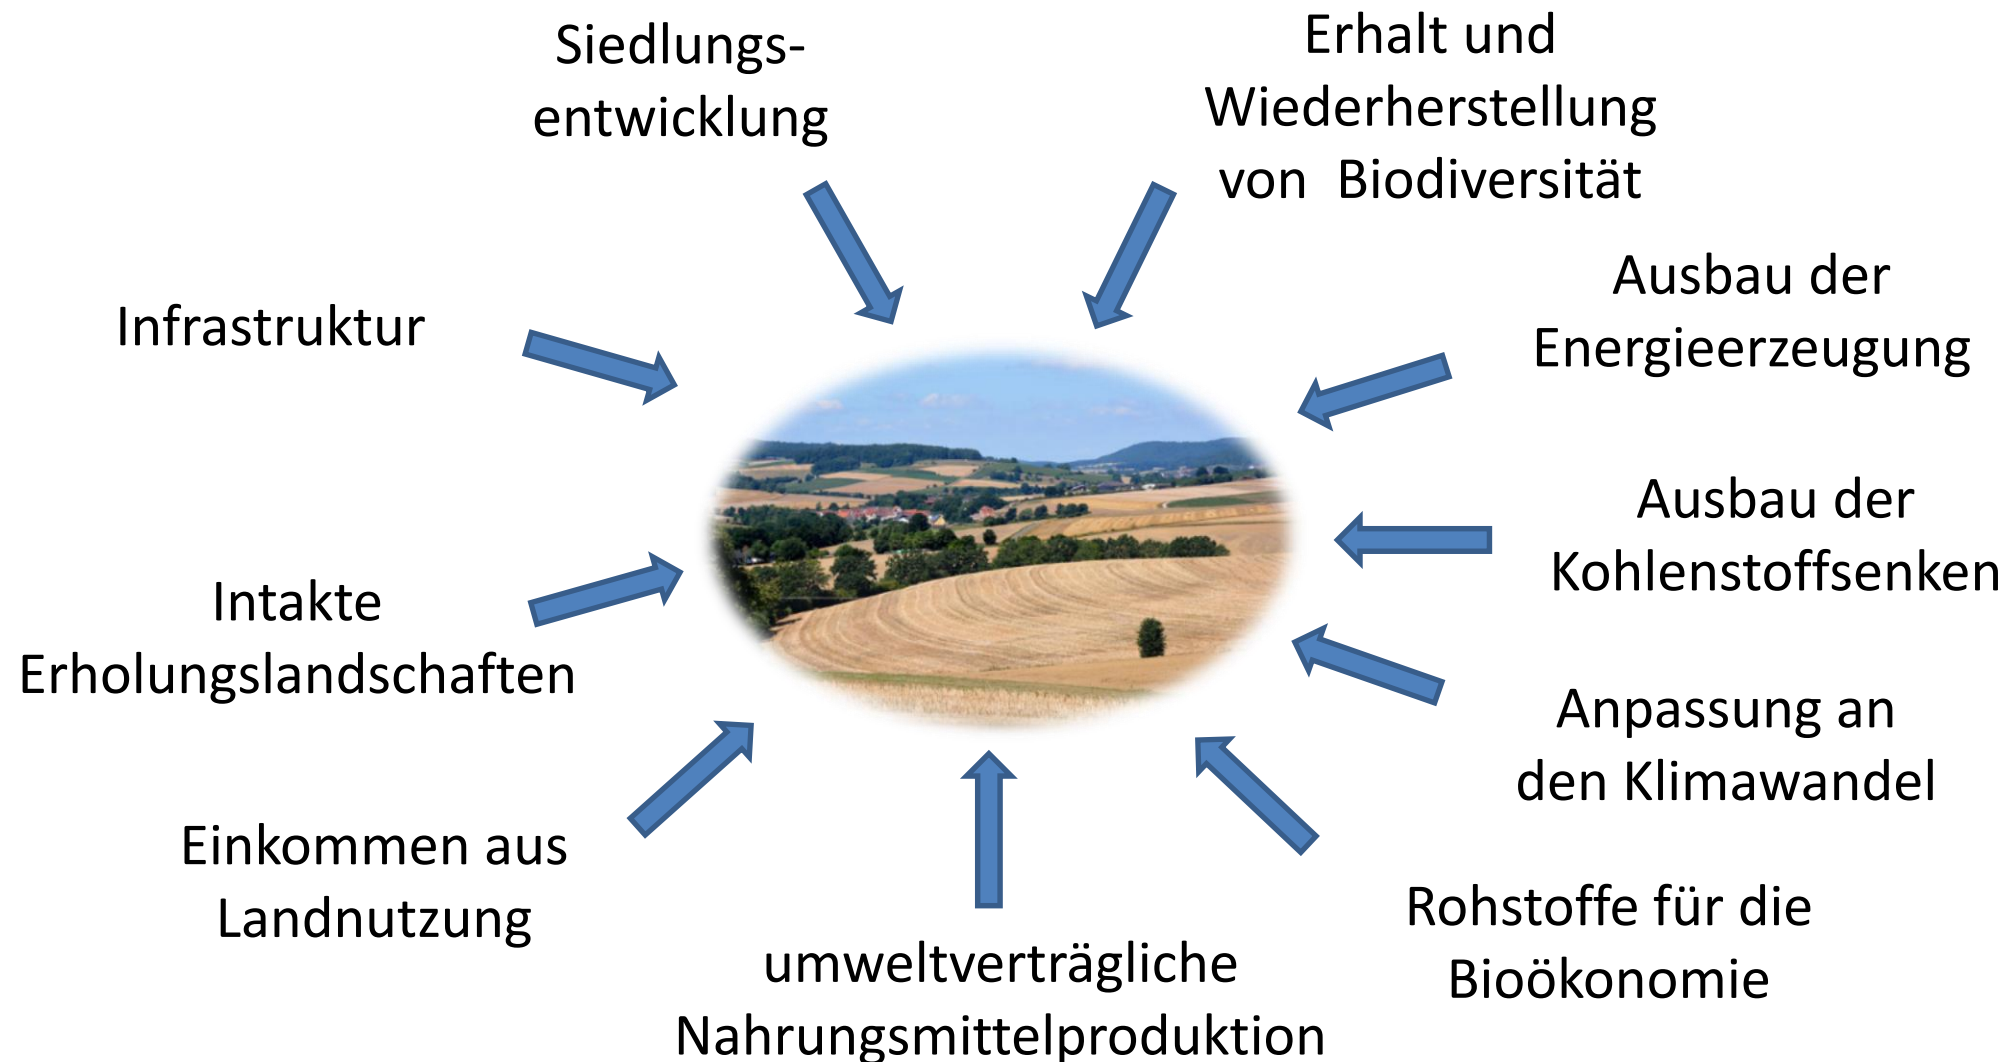 Siedlungs-
entwicklung
Erhalt und
Wiederherstellung
von  Biodiversität
Ausbau der
Energieerzeugung
Infrastruktur
Ausbau der
Kohlenstoffsenken
Intakte
Erholungslandschaften
Anpassung an
den Klimawandel
Einkommen aus
Landnutzung
Rohstoffe für die
Bioökonomie
umweltverträgliche
Nahrungsmittelproduktion